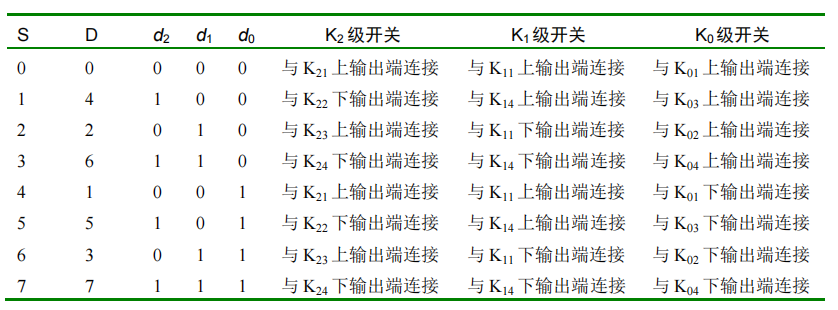 S D d2 d1 d0 K2 级开关 K1 级开关 K0 级开关
0 0 0 0 0 与 K21 上输出端连接 与 K11 上输出端连接 与 K01 上输出端连接
1 4 1 0 0 与 K22 下输出端连接 与 K14 上输出端连接 与 K03 上输出端连接
2 2 0 1 0 与 K23 上输出端连接 与 K11 下输出端连接 与 K02 上输出端连接
3 6 1 1 0 与 K24 下输出端连接 与 K14 下输出端连接 与 K04 上输出端连接
4 1 0 0 1 与 K21 上输出端连接 与 K11 上输出端连接 与 K01 下输出端连接
5 5 1 0 1 与 K22 下输出端连接 与 K14 上输出端连接 与 K03 下输出端连接
6 3 0 1 1 与 K23 上输出端连接 与 K11 下输出端连接 与 K02 下输出端连接
7 7 1 1 1 与 K24 下输出端连接 与 K14 下输出端连接 与 K04 下输出端连接